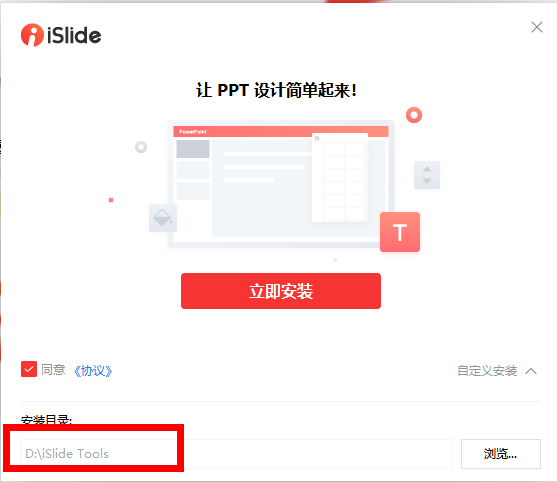 iSlide
让 PPT 设计简单起来！
PowerPoint
T
立即安装
同意 《协议》
自定义安装
安装目录:
D:\iSlide Tools
浏览...